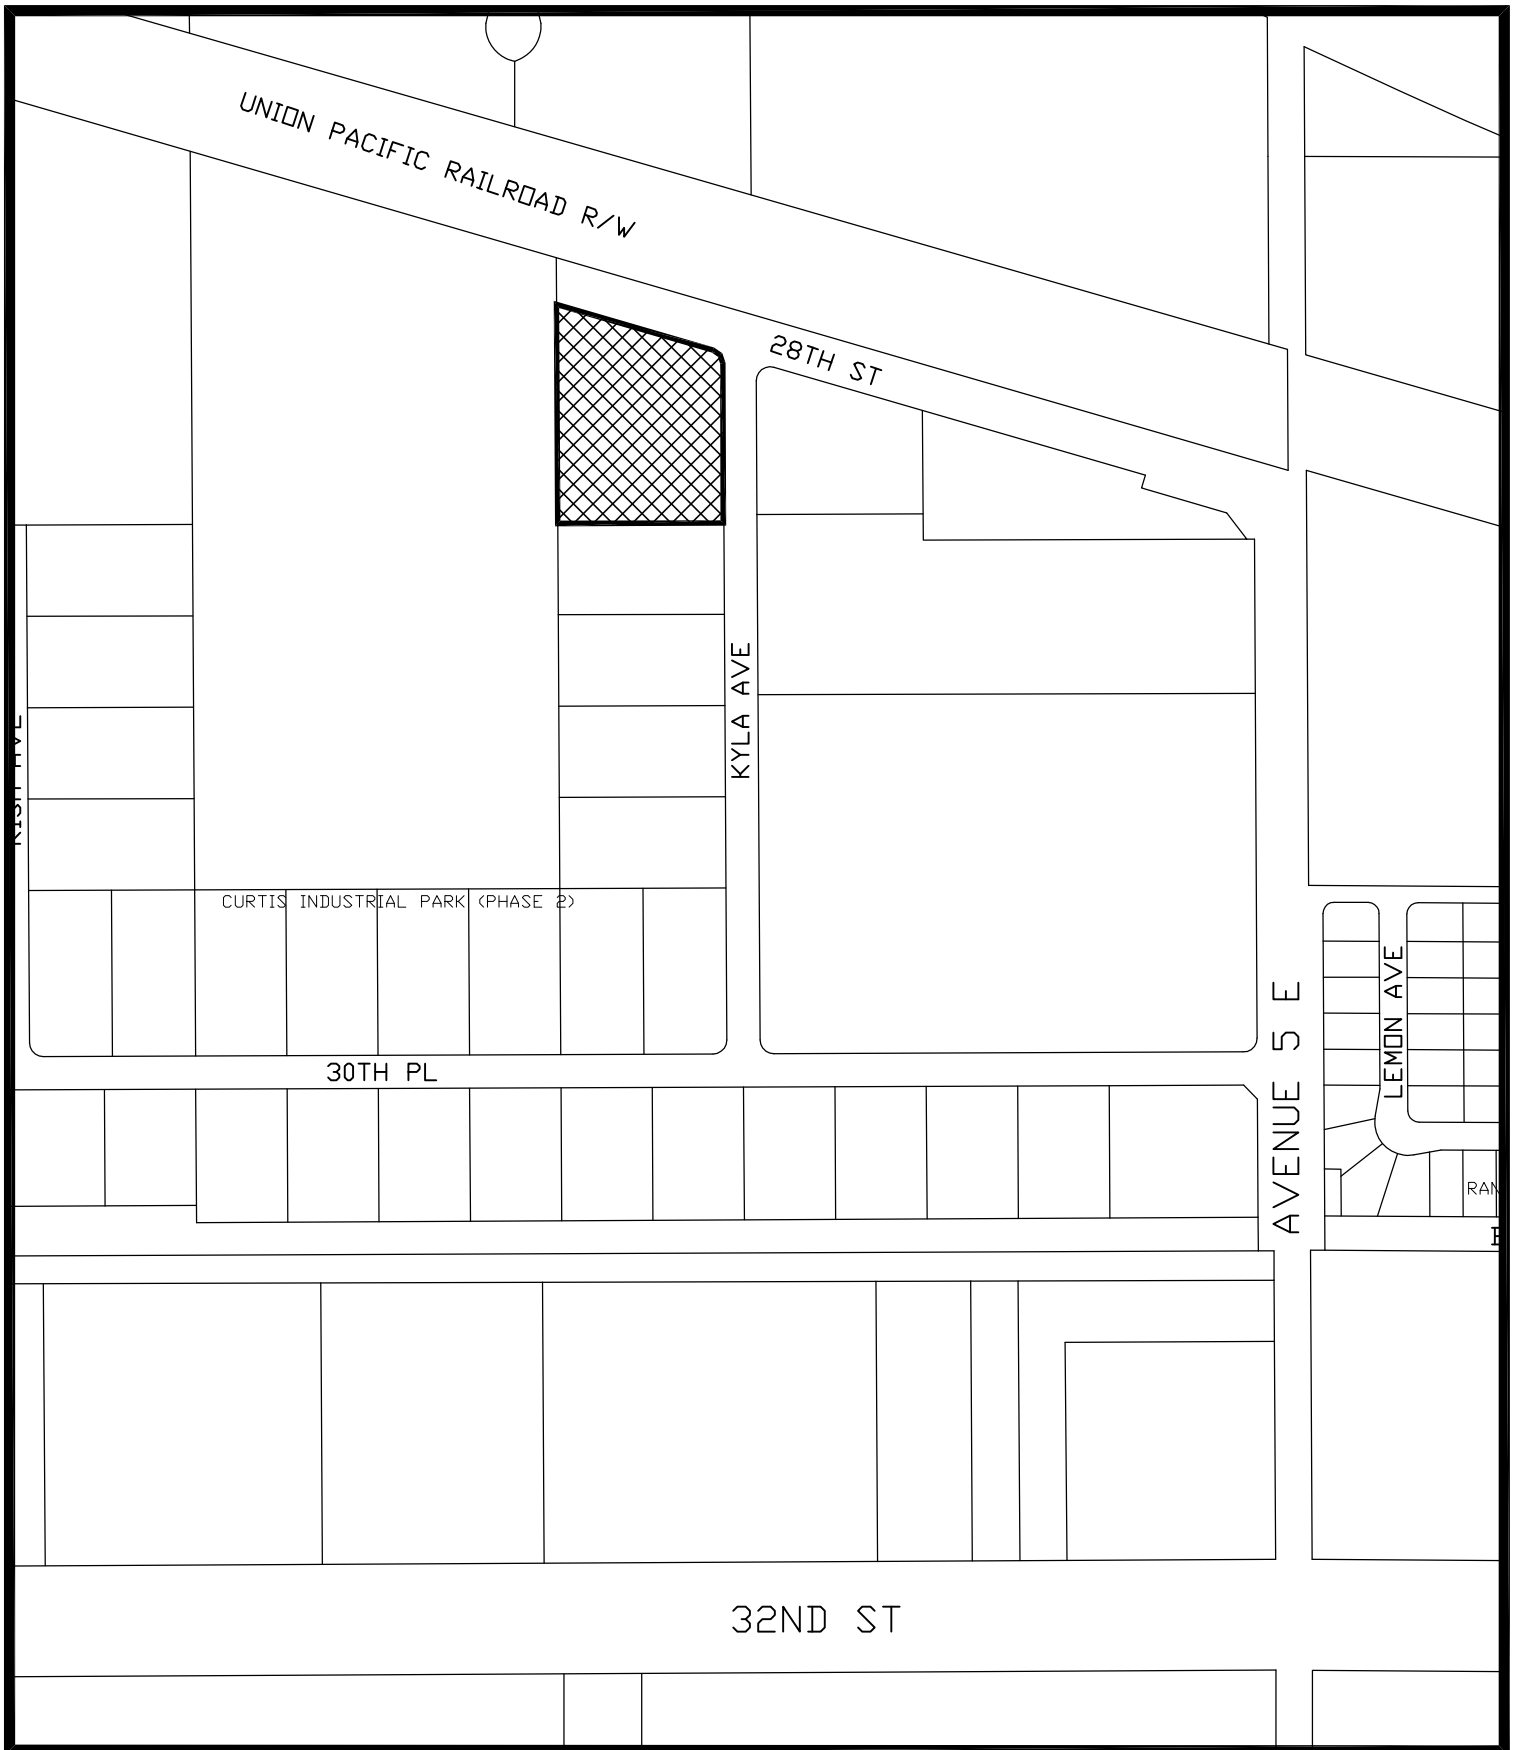 UNION PACIFIC RAILROAD R/W
28TH ST
KYLA AVE
CURTIS INDUSTRIAL PARK (PHASE 2)
LEMON AVE
AVENUE 5 E
30TH PL
32ND ST